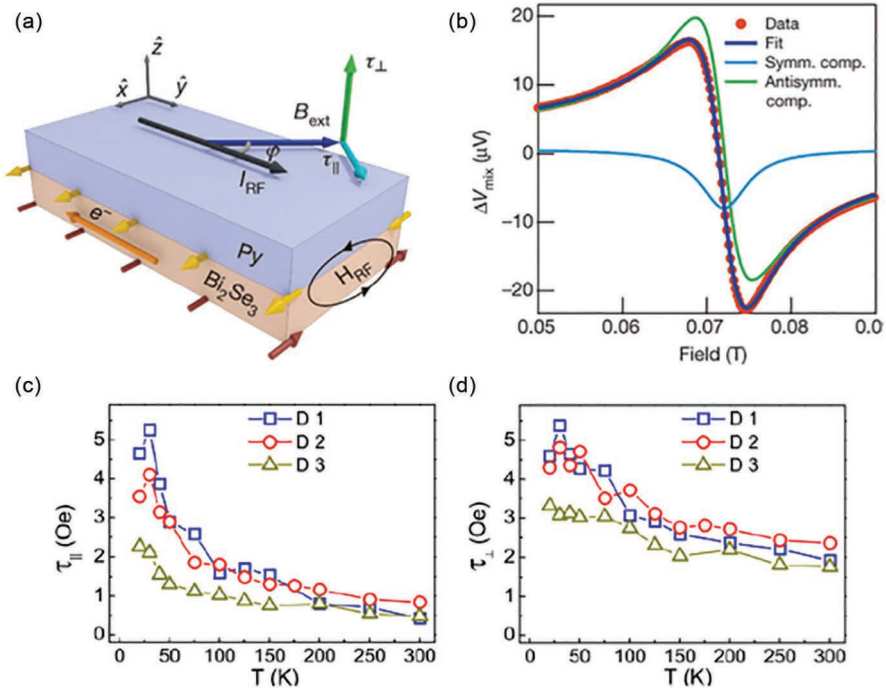 (a)
ẑ
x̂
ŷ
τ⊥
B_ext
φ
τ∥
I_RF
e⁻
Py
Bi₂Se₃
H_RF
(b)
Data
Fit
Symm. comp.
Antisymm.
comp.
20
10
0
-10
-20
ΔV_mix (μV)
0.05 0.06 0.07 0.08 0.0
Field (T)
(c)
D 1
D 2
D 3
5
4
3
2
1
0
τ∥ (Oe)
0 50 100 150 200 250 300
T (K)
(d)
D 1
D 2
D 3
5
4
3
2
1
0
τ⊥ (Oe)
0 50 100 150 200 250 300
T (K)